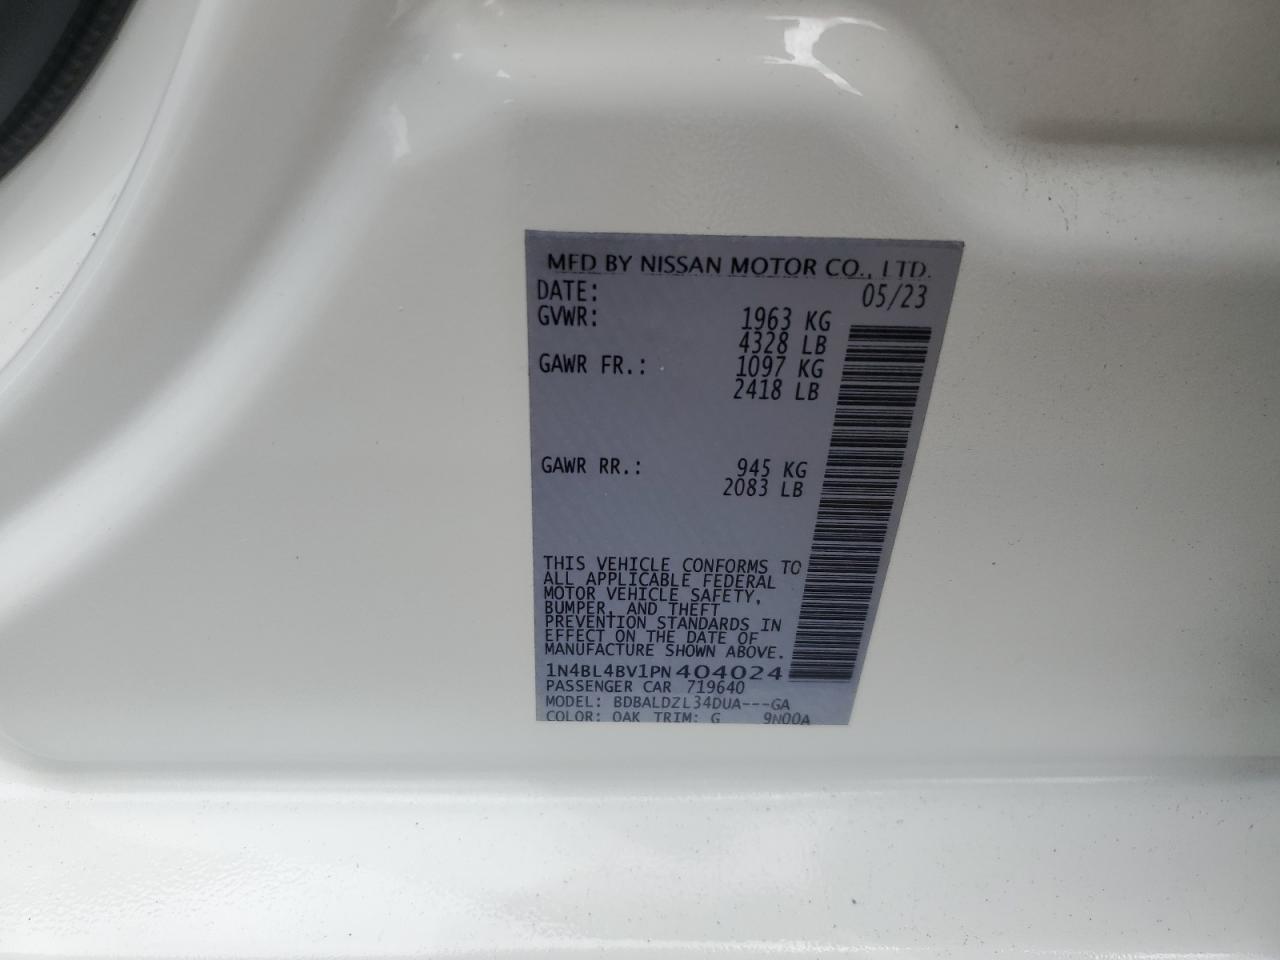 MFD BY NISSAN MOTOR CO., LTD.
DATE: 05/23
GVWR: 1963 KG
4328 LB
GAWR FR.: 1097 KG
2418 LB
GAWR RR.: 945 KG
2083 LB
THIS VEHICLE CONFORMS TO
ALL APPLICABLE FEDERAL
MOTOR VEHICLE SAFETY,
BUMPER, AND THEFT
PREVENTION STANDARDS IN
EFFECT ON THE DATE OF
MANUFACTURE SHOWN ABOVE.
1N4BL4BV1PN404024
PASSENGER CAR 719640
MODEL: BDBALDZL34DUA---GA
COLOR: QAK TRIM: G 9N00A